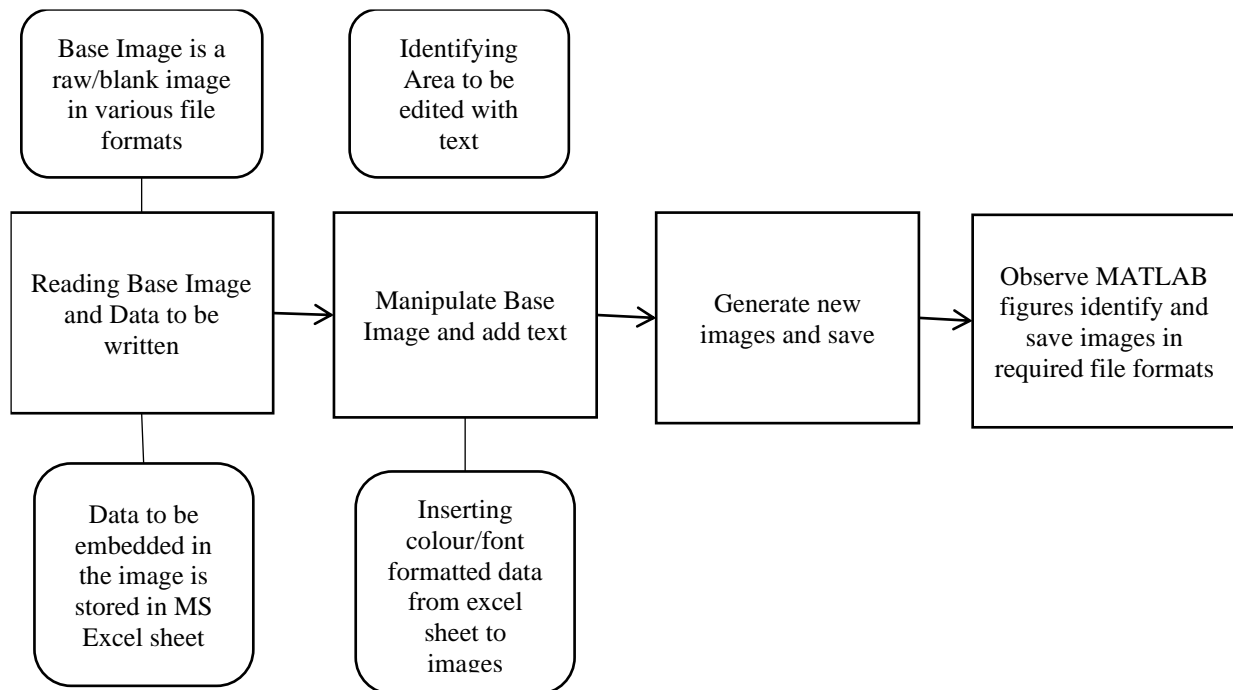 Base Image is a
raw/blank image
in various file
formats
Identifying
Area to be
edited with
text
Reading Base Image
and Data to be
written
Manipulate Base
Image and add text
Generate new
images and save
Observe MATLAB
figures identify and
save images in
required file formats
Data to be
embedded in
the image is
stored in MS
Excel sheet
Inserting
colour/font
formatted data
from excel
sheet to
images